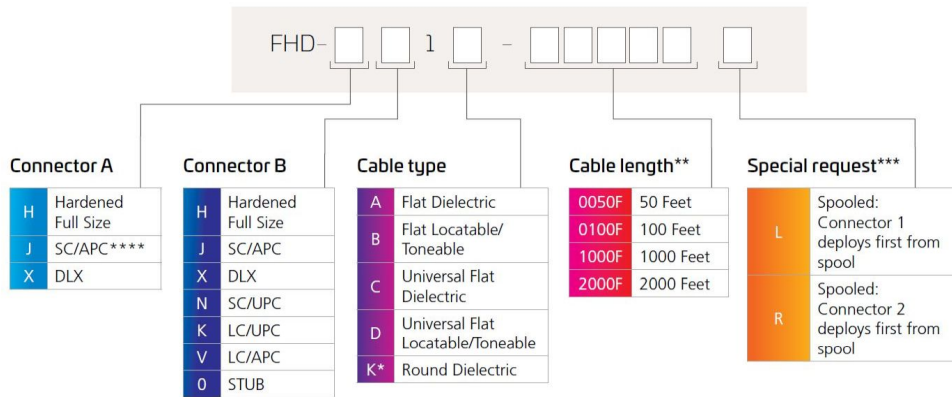 FHD- 1 -
Connector A
H Hardened
Full Size
J SC/APC****
X DLX
Connector B
H Hardened
Full Size
J SC/APC
X DLX
N SC/UPC
K LC/UPC
V LC/APC
0 STUB
Cable type
A Flat Dielectric
B Flat Locatable/
Toneable
C Universal Flat
Dielectric
D Universal Flat
Locatable/Toneable
K* Round Dielectric
Cable length**
0050F 50 Feet
0100F 100 Feet
1000F 1000 Feet
2000F 2000 Feet
Special request***
L Spooled:
Connector 1
deploys first from
spool
R Spooled:
Connector 2
deploys first from
spool